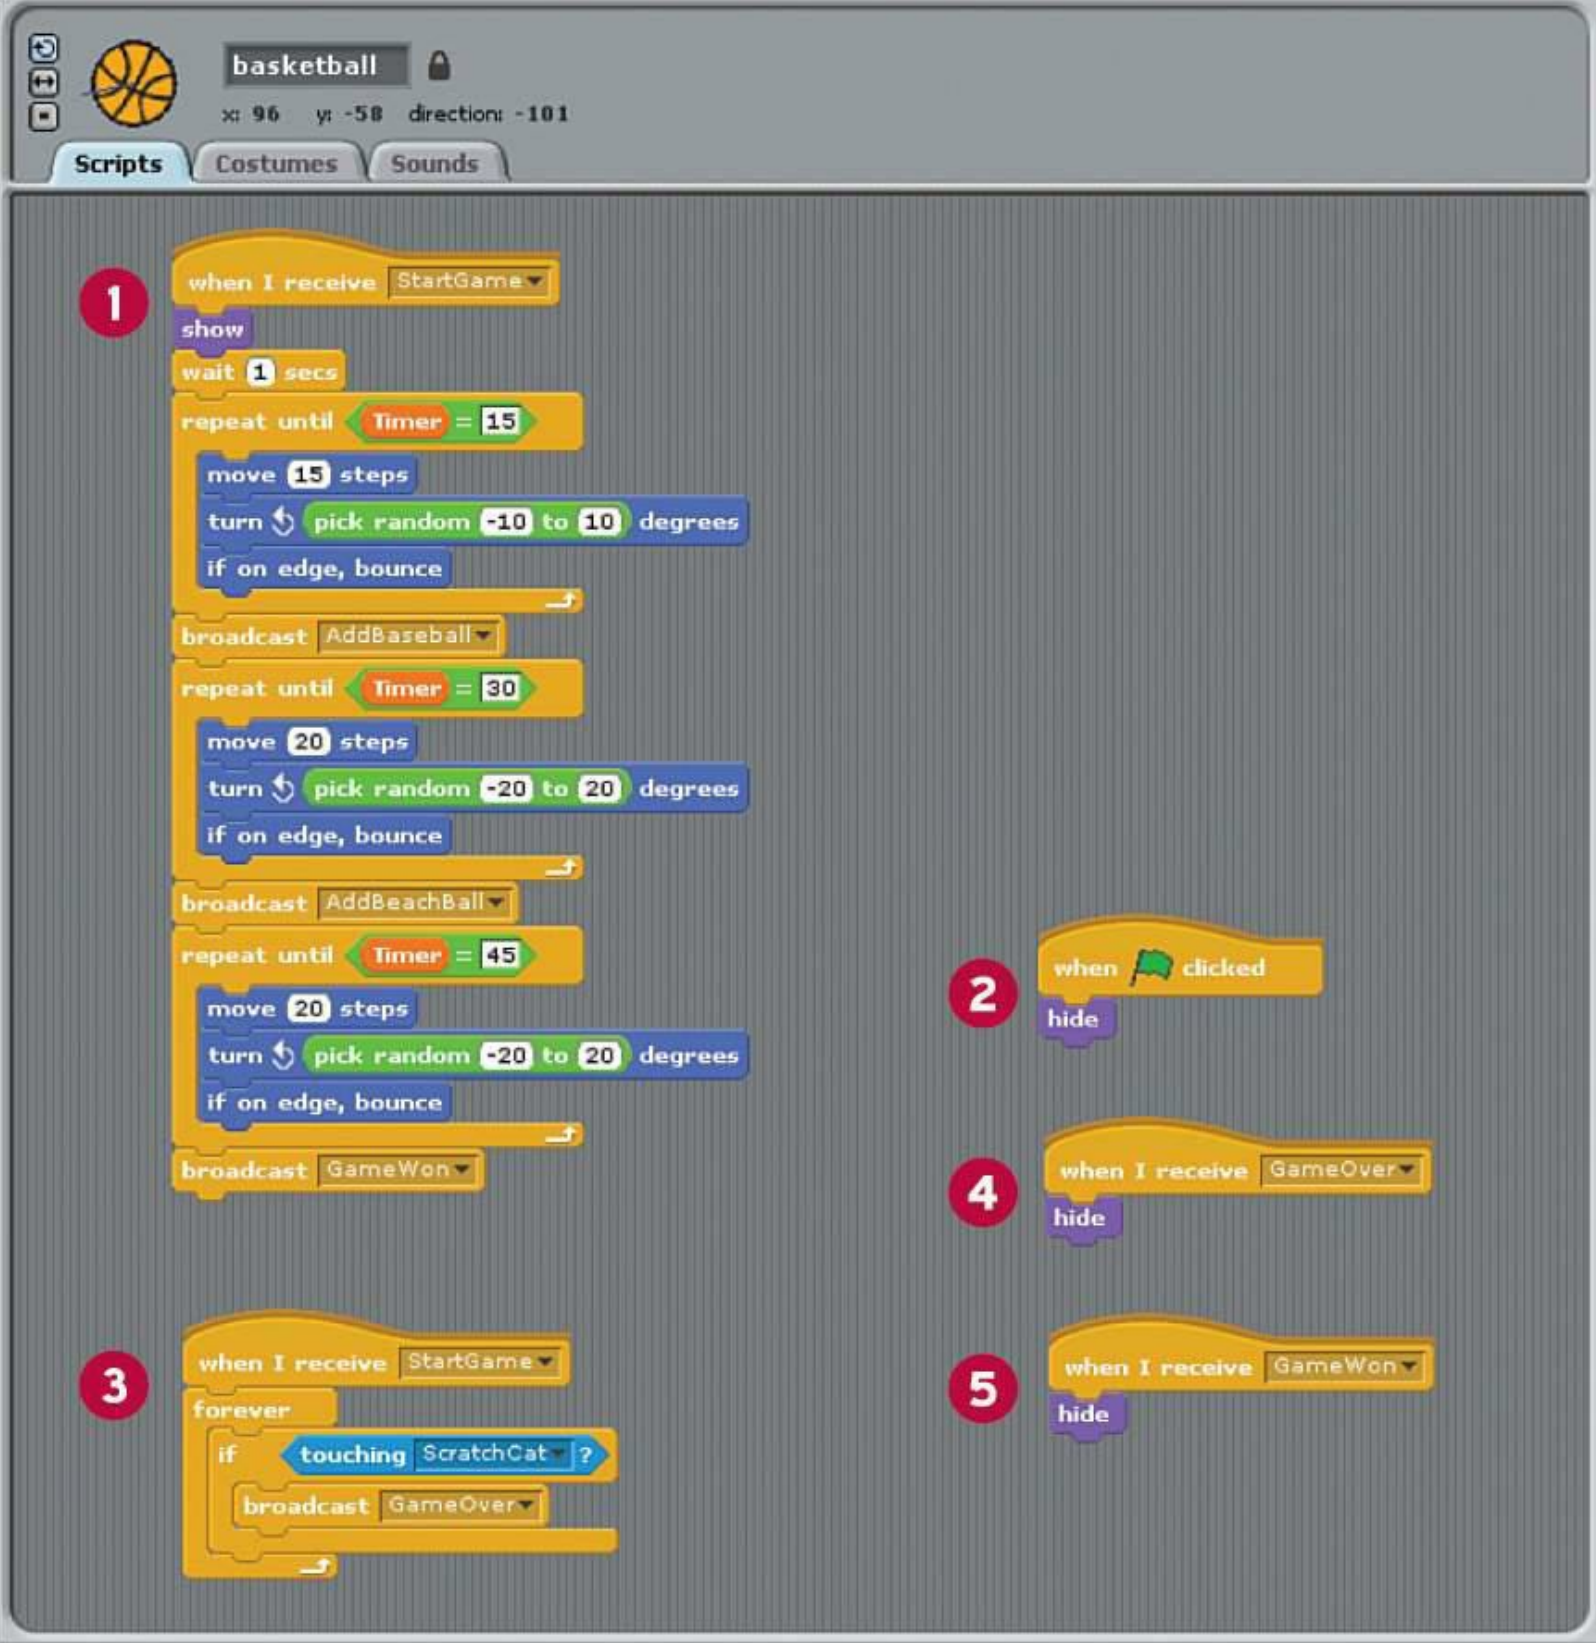 basketball
x: 96 y: -58 direction: -101
Scripts Costumes Sounds
1
when I receive StartGame
show
wait 1 secs
repeat until Timer = 15
move 15 steps
turn pick random -10 to 10 degrees
if on edge, bounce
broadcast AddBaseball
repeat until Timer = 30
move 20 steps
turn pick random -20 to 20 degrees
if on edge, bounce
broadcast AddBeachBall
repeat until Timer = 45
move 20 steps
turn pick random -20 to 20 degrees
if on edge, bounce
broadcast GameWon
2
when clicked
hide
3
when I receive StartGame
forever
if touching ScratchCat ?
broadcast GameOver
4
when I receive GameOver
hide
5
when I receive GameWon
hide